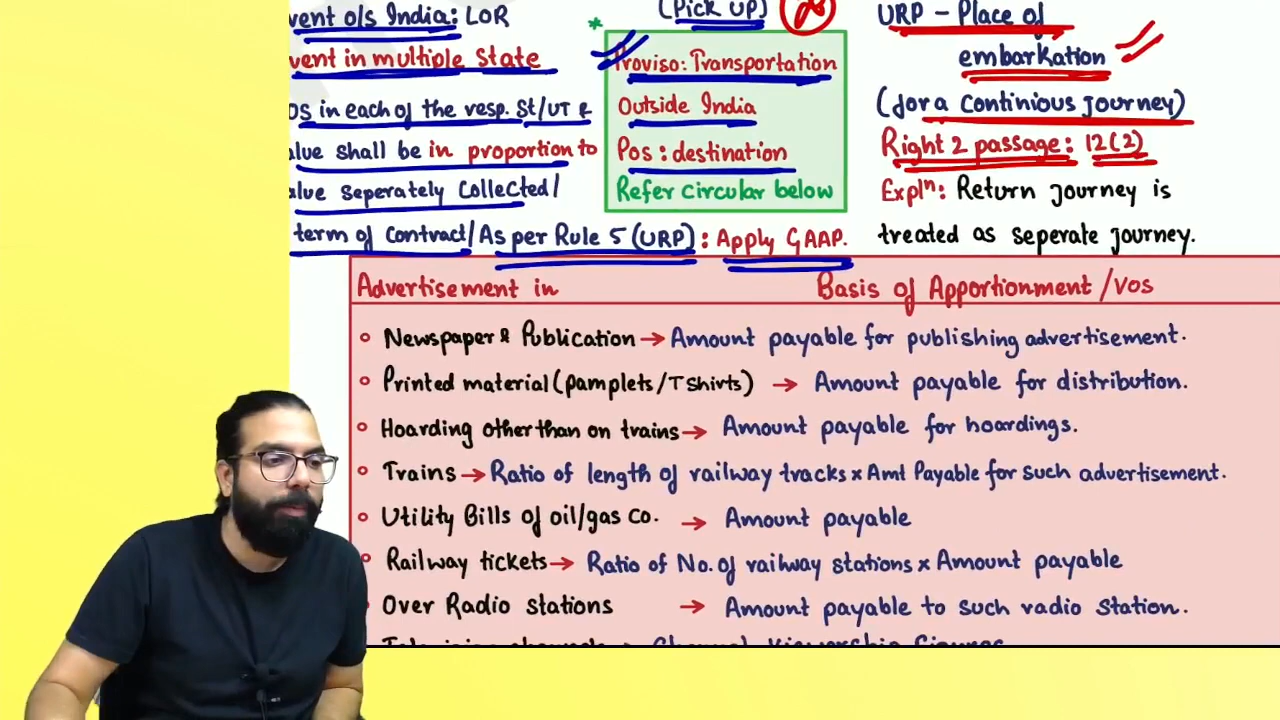 vent o/s India: LOR
vent in multiple State
os in each of the resp. St/UT &
alue shall be in proportion to
alue seperately Collected/
term of Contract/As per Rule 5 (URP): Apply GAAP.
(Pick UP)
*
Proviso: Transportation
Outside India
Pos: destination
Refer circular below
URP - Place of
embarkation
(for a Continious journey)
Right 2 passage: 12(2)
Explⁿ: Return journey is
treated as seperate journey.
Advertisement in Basis of Apportionment /VOS
Newspaper & Publication → Amount payable for publishing advertisement.
Printed material (pamplets/T Shirts) → Amount payable for distribution.
Hoarding other than on trains → Amount payable for hoardings.
Trains → Ratio of length of railway tracks x Amt Payable for such advertisement.
Utility Bills of oil/gas co. → Amount payable
Railway tickets → Ratio of No. of railway stations x Amount payable
Over Radio stations → Amount payable to such radio station.
Television channels → Channel viewership figures